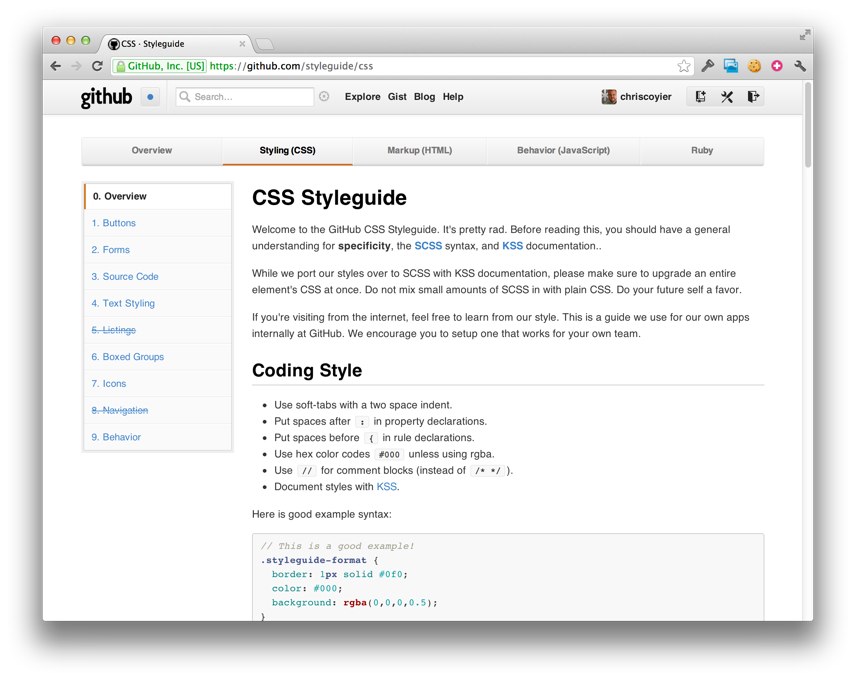 CSS · Styleguide
GitHub, Inc. [US] https://github.com/styleguide/css
github Search... Explore Gist Blog Help chriscoyier
Overview Styling (CSS) Markup (HTML) Behavior (JavaScript) Ruby
0. Overview
1. Buttons
2. Forms
3. Source Code
4. Text Styling
5. Listings
6. Boxed Groups
7. Icons
8. Navigation
9. Behavior
CSS Styleguide
Welcome to the GitHub CSS Styleguide. It's pretty rad. Before reading this, you should have a general
understanding for specificity, the SCSS syntax, and KSS documentation..
While we port our styles over to SCSS with KSS documentation, please make sure to upgrade an entire
element's CSS at once. Do not mix small amounts of SCSS in with plain CSS. Do your future self a favor.
If you're visiting from the internet, feel free to learn from our style. This is a guide we use for our own apps
internally at GitHub. We encourage you to setup one that works for your own team.
Coding Style
• Use soft-tabs with a two space indent.
• Put spaces after : in property declarations.
• Put spaces before { in rule declarations.
• Use hex color codes #000 unless using rgba.
• Use // for comment blocks (instead of /* */ ).
• Document styles with KSS.
Here is good example syntax:
// This is a good example!
.styleguide-format {
  border: 1px solid #0f0;
  color: #000;
  background: rgba(0,0,0,0.5);
}